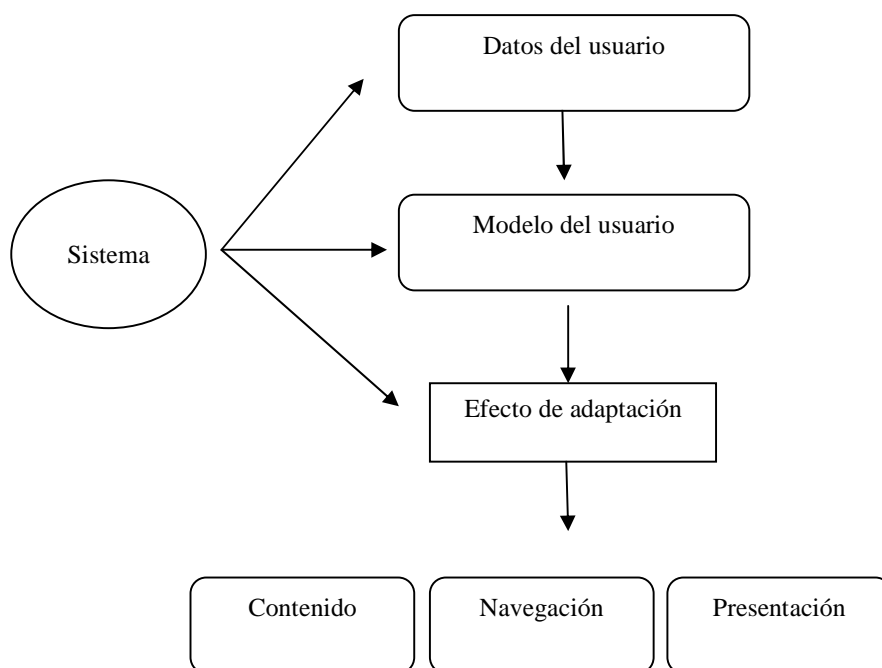 Datos del usuario
Modelo del usuario
Sistema
Efecto de adaptación
Contenido
Navegación
Presentación